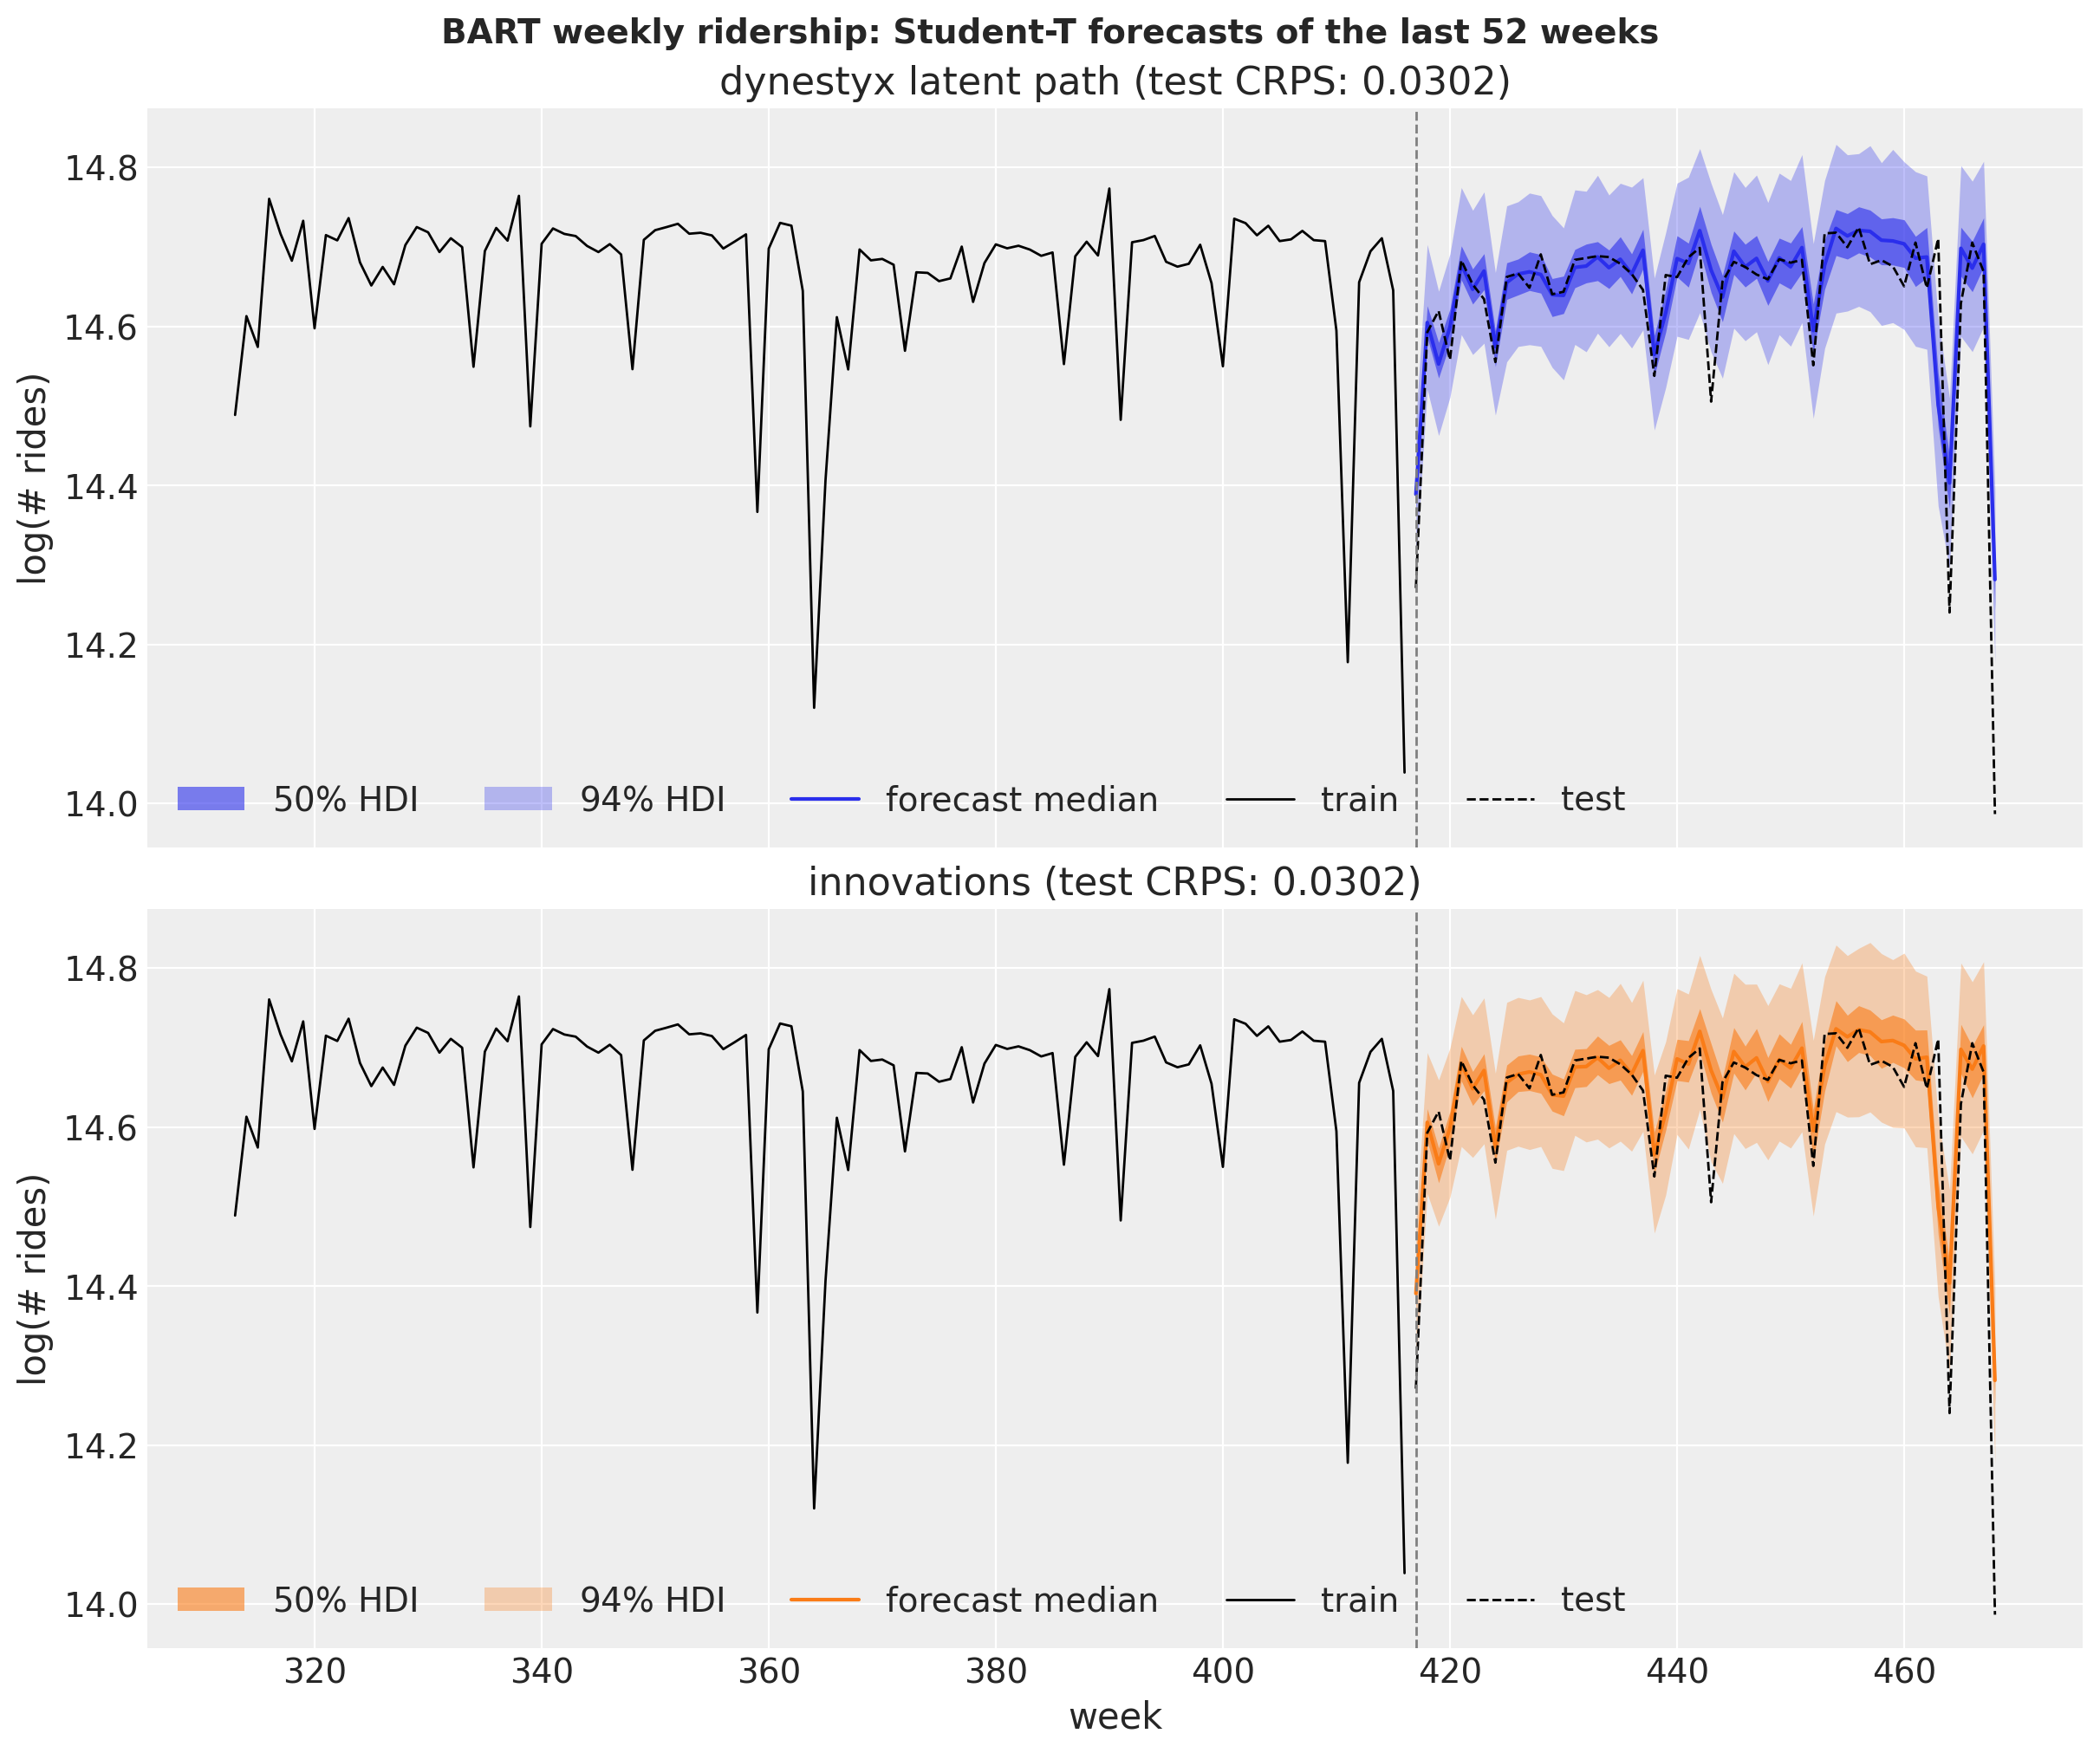 BART weekly ridership: Student-T forecasts of the last 52 weeks
dynestyx latent path (test CRPS: 0.0302)
log(# rides)
14.8
14.6
14.4
14.2
14.0
50% HDI 94% HDI forecast median train test
innovations (test CRPS: 0.0302)
log(# rides)
14.8
14.6
14.4
14.2
14.0
50% HDI 94% HDI forecast median train test
320 340 360 380 400 420 440 460
week